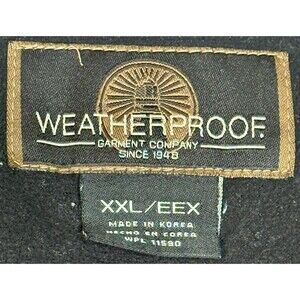 WEATHERPROOF.
GARMENT COMPANY
SINCE 1948
XXL/EEX
MADE IN KOREA
HECHO EN COREA
WPL 11590